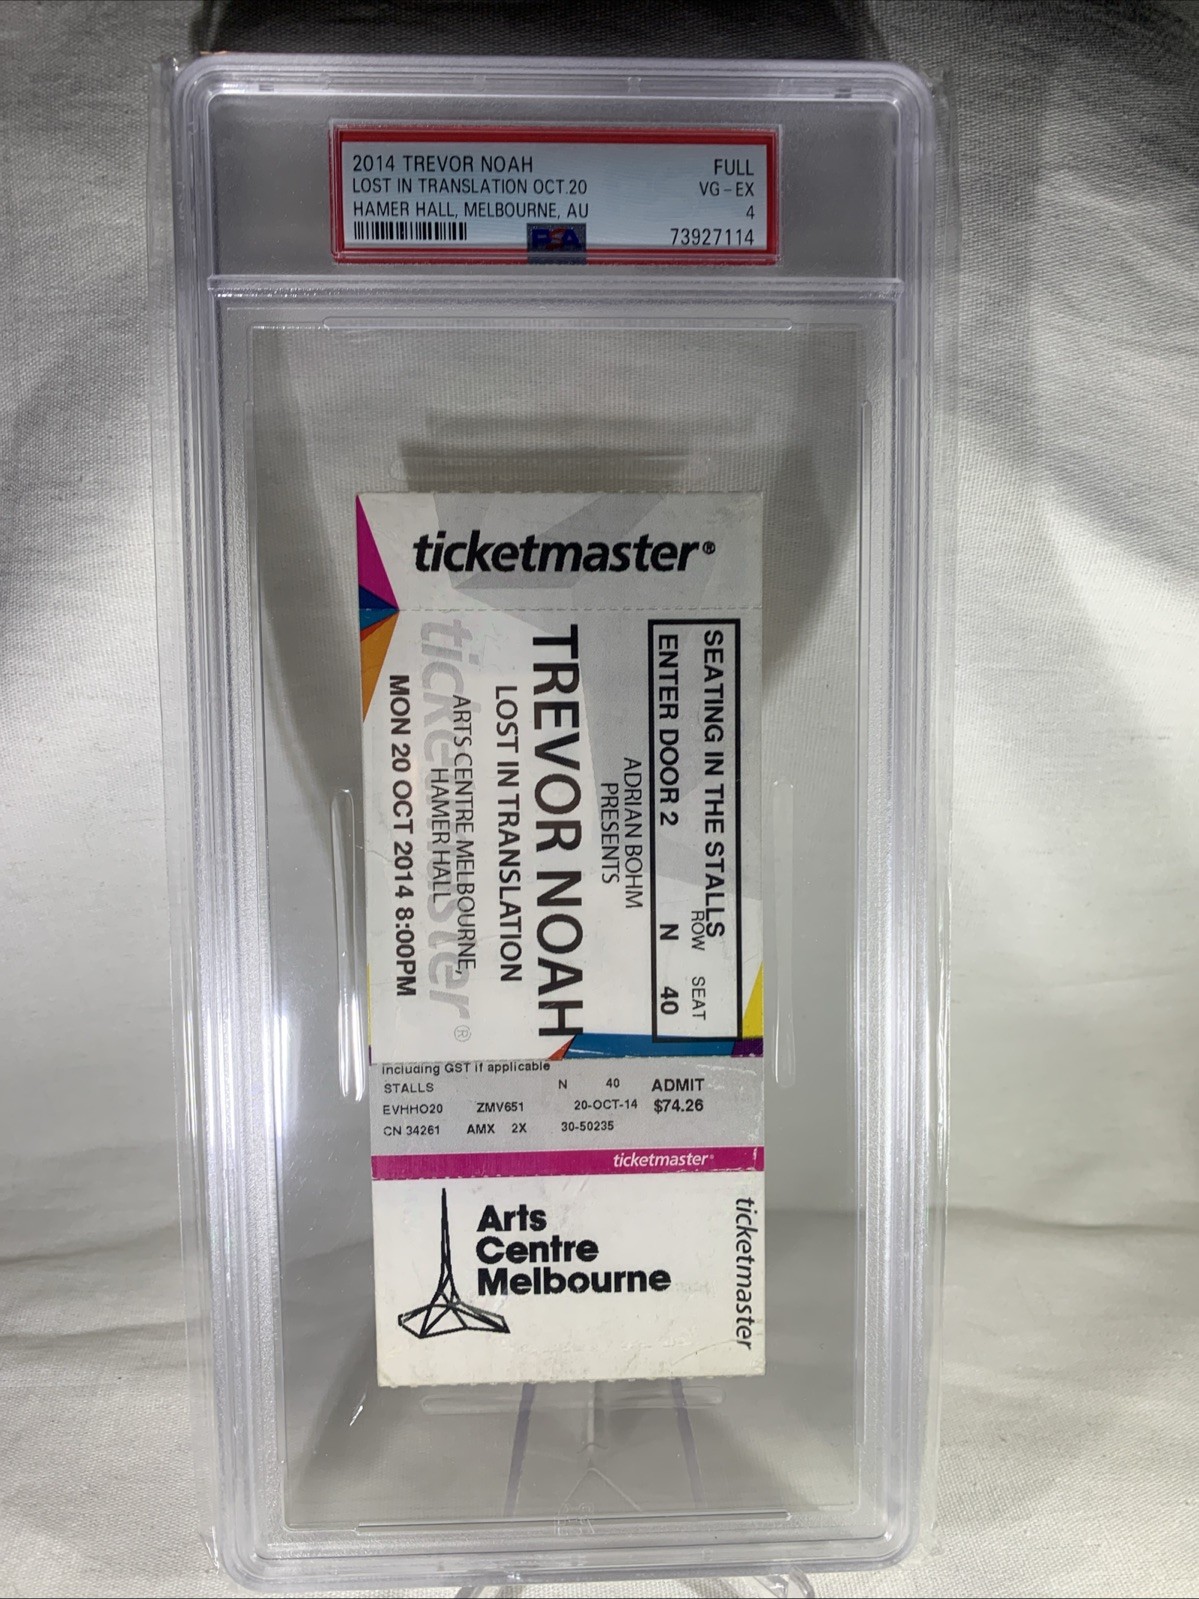 2014 TREVOR NOAH
LOST IN TRANSLATION OCT.20
HAMER HALL, MELBOURNE, AU
FULL
VG-EX
4
73927114
PSA
ticketmaster®
SEATING IN THE STALLS
ROW SEAT
ENTER DOOR 2 N 40
ADRIAN BOHM
PRESENTS
TREVOR NOAH
LOST IN TRANSLATION
ARTS CENTRE MELBOURNE,
HAMER HALL
ticketmaster®
MON 20 OCT 2014 8:00PM
including GST if applicable
STALLS N 40 ADMIT
EVHHO20 ZMV651 20-OCT-14 $74.26
CN 34261 AMX 2X 30-50235
ticketmaster®
Arts
Centre
Melbourne
ticketmaster